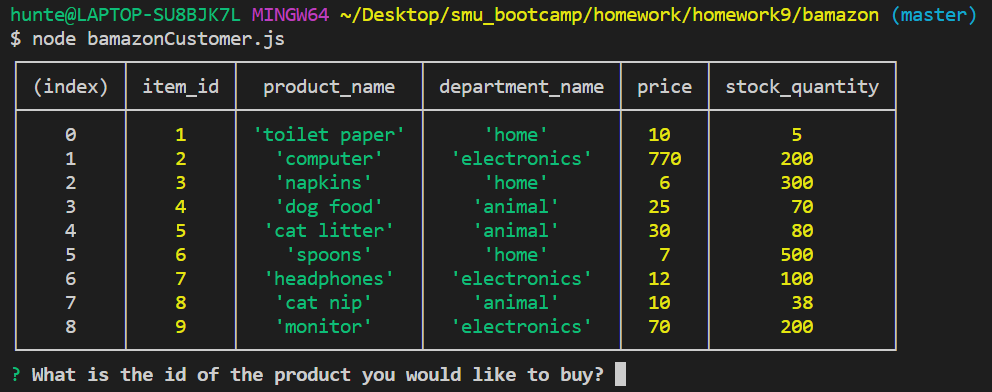 hunte@LAPTOP-SU8BJK7L MINGW64 ~/Desktop/smu_bootcamp/homework/homework9/bamazon (master)
$ node bamazonCustomer.js
(index) item_id product_name department_name price stock_quantity
0 1 'toilet paper' 'home' 10 5
1 2 'computer' 'electronics' 770 200
2 3 'napkins' 'home' 6 300
3 4 'dog food' 'animal' 25 70
4 5 'cat litter' 'animal' 30 80
5 6 'spoons' 'home' 7 500
6 7 'headphones' 'electronics' 12 100
7 8 'cat nip' 'animal' 10 38
8 9 'monitor' 'electronics' 70 200
? What is the id of the product you would like to buy?